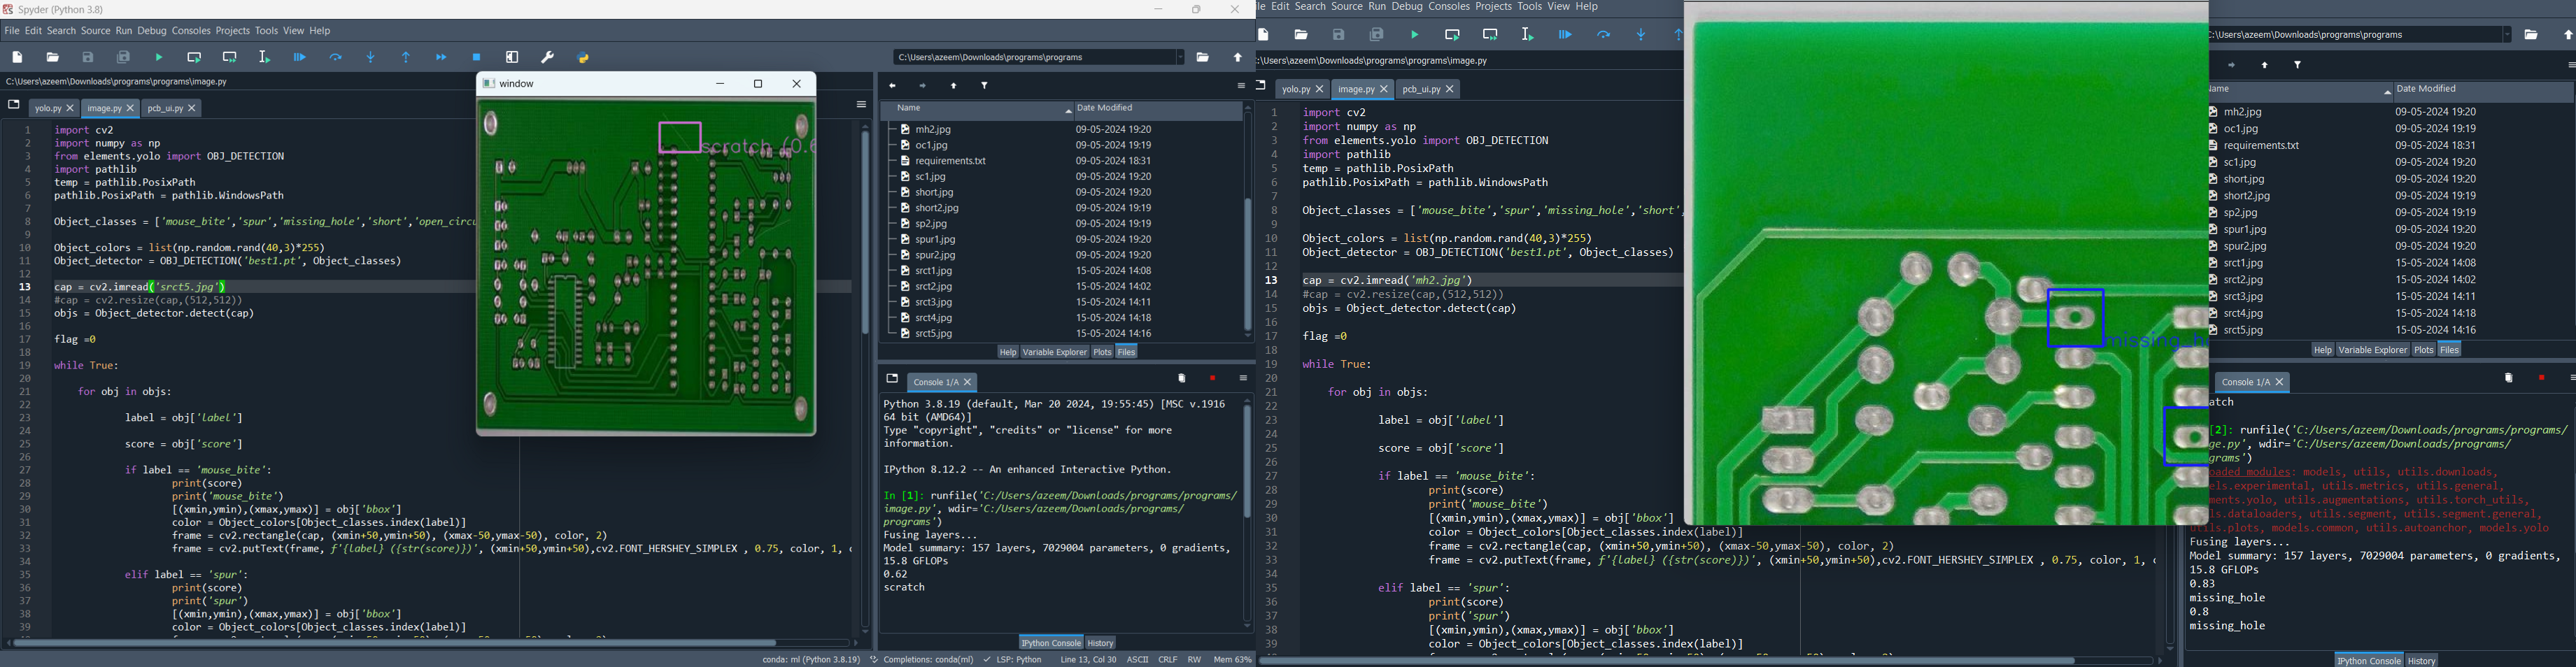 Spyder (Python 3.8)
File Edit Search Source Run Debug Consoles Projects Tools View Help
C:\Users\azeem\Downloads\programs\programs
C:\Users\azeem\Downloads\programs\programs\image.py
yolo.py
image.py
pcb_ui.py
1 import cv2
2 import numpy as np
3 from elements.yolo import OBJ_DETECTION
4 import pathlib
5 temp = pathlib.PosixPath
6 pathlib.PosixPath = pathlib.WindowsPath
7
8 Object_classes = ['mouse_bite','spur','missing_hole','short','open_circu
9
10 Object_colors = list(np.random.rand(40,3)*255)
11 Object_detector = OBJ_DETECTION('best1.pt', Object_classes)
12
13 cap = cv2.imread('srct5.jpg')
14 #cap = cv2.resize(cap,(512,512))
15 objs = Object_detector.detect(cap)
16
17 flag =0
18
19 while True:
20
21 for obj in objs:
22
23 label = obj['label']
24
25 score = obj['score']
26
27 if label == 'mouse_bite':
28 print(score)
29 print('mouse_bite')
30 [(xmin,ymin),(xmax,ymax)] = obj['bbox']
31 color = Object_colors[Object_classes.index(label)]
32 frame = cv2.rectangle(cap, (xmin+50,ymin+50), (xmax-50,ymax-50), color, 2)
33 frame = cv2.putText(frame, f'{label} ({str(score)})', (xmin+50,ymin+50),cv2.FONT_HERSHEY_SIMPLEX , 0.75, color, 1, c
34
35 elif label == 'spur':
36 print(score)
37 print('spur')
38 [(xmin,ymin),(xmax,ymax)] = obj['bbox']
39 color = Object_colors[Object_classes.index(label)]
window
scratch (0.6
Name Date Modified
mh2.jpg 09-05-2024 19:20
oc1.jpg 09-05-2024 19:19
requirements.txt 09-05-2024 18:31
sc1.jpg 09-05-2024 19:20
short.jpg 09-05-2024 19:20
short2.jpg 09-05-2024 19:19
sp2.jpg 09-05-2024 19:19
spur1.jpg 09-05-2024 19:20
spur2.jpg 09-05-2024 19:20
srct1.jpg 15-05-2024 14:08
srct2.jpg 15-05-2024 14:02
srct3.jpg 15-05-2024 14:11
srct4.jpg 15-05-2024 14:18
srct5.jpg 15-05-2024 14:16
Help Variable Explorer Plots Files
Console 1/A
Python 3.8.19 (default, Mar 20 2024, 19:55:45) [MSC v.1916
64 bit (AMD64)]
Type "copyright", "credits" or "license" for more
information.
IPython 8.12.2 -- An enhanced Interactive Python.
In [1]: runfile('C:/Users/azeem/Downloads/programs/programs/
image.py', wdir='C:/Users/azeem/Downloads/programs/
programs')
Fusing layers...
Model summary: 157 layers, 7029004 parameters, 0 gradients,
15.8 GFLOPs
0.62
scratch
IPython Console History
conda: ml (Python 3.8.19) Completions: conda(ml) LSP: Python Line 13, Col 30 ASCII CRLF RW Mem 63%
ile Edit Search Source Run Debug Consoles Projects Tools View Help
:\Users\azeem\Downloads\programs\programs
:\Users\azeem\Downloads\programs\programs\image.py
yolo.py
image.py
pcb_ui.py
1 import cv2
2 import numpy as np
3 from elements.yolo import OBJ_DETECTION
4 import pathlib
5 temp = pathlib.PosixPath
6 pathlib.PosixPath = pathlib.WindowsPath
7
8 Object_classes = ['mouse_bite','spur','missing_hole','short',
9
10 Object_colors = list(np.random.rand(40,3)*255)
11 Object_detector = OBJ_DETECTION('best1.pt', Object_classes)
12
13 cap = cv2.imread('mh2.jpg')
14 #cap = cv2.resize(cap,(512,512))
15 objs = Object_detector.detect(cap)
16
17 flag =0
18
19 while True:
20
21 for obj in objs:
22
23 label = obj['label']
24
25 score = obj['score']
26
27 if label == 'mouse_bite':
28 print(score)
29 print('mouse_bite')
30 [(xmin,ymin),(xmax,ymax)] = obj['bbox']
31 color = Object_colors[Object_classes.index(label)]
32 frame = cv2.rectangle(cap, (xmin+50,ymin+50), (xmax-50,ymax-50), color, 2)
33 frame = cv2.putText(frame, f'{label} ({str(score)})', (xmin+50,ymin+50),cv2.FONT_HERSHEY_SIMPLEX , 0.75, color, 1, c
34
35 elif label == 'spur':
36 print(score)
37 print('spur')
38 [(xmin,ymin),(xmax,ymax)] = obj['bbox']
39 color = Object_colors[Object_classes.index(label)]
missing_h
ame Date Modified
mh2.jpg 09-05-2024 19:20
oc1.jpg 09-05-2024 19:19
requirements.txt 09-05-2024 18:31
sc1.jpg 09-05-2024 19:20
short.jpg 09-05-2024 19:20
short2.jpg 09-05-2024 19:19
sp2.jpg 09-05-2024 19:19
spur1.jpg 09-05-2024 19:20
spur2.jpg 09-05-2024 19:20
srct1.jpg 15-05-2024 14:08
srct2.jpg 15-05-2024 14:02
srct3.jpg 15-05-2024 14:11
srct4.jpg 15-05-2024 14:18
srct5.jpg 15-05-2024 14:16
Help Variable Explorer Plots Files
Console 1/A
atch
[2]: runfile('C:/Users/azeem/Downloads/programs/programs/
ge.py', wdir='C:/Users/azeem/Downloads/programs/
grams')
oaded modules: models, utils, utils.downloads,
ls.experimental, utils.metrics, utils.general,
ments.yolo, utils.augmentations, utils.torch_utils,
ls.dataloaders, utils.segment, utils.segment.general,
utils.plots, models.common, utils.autoanchor, models.yolo
Fusing layers...
Model summary: 157 layers, 7029004 parameters, 0 gradients,
15.8 GFLOPs
0.83
missing_hole
0.8
missing_hole
IPython Console History